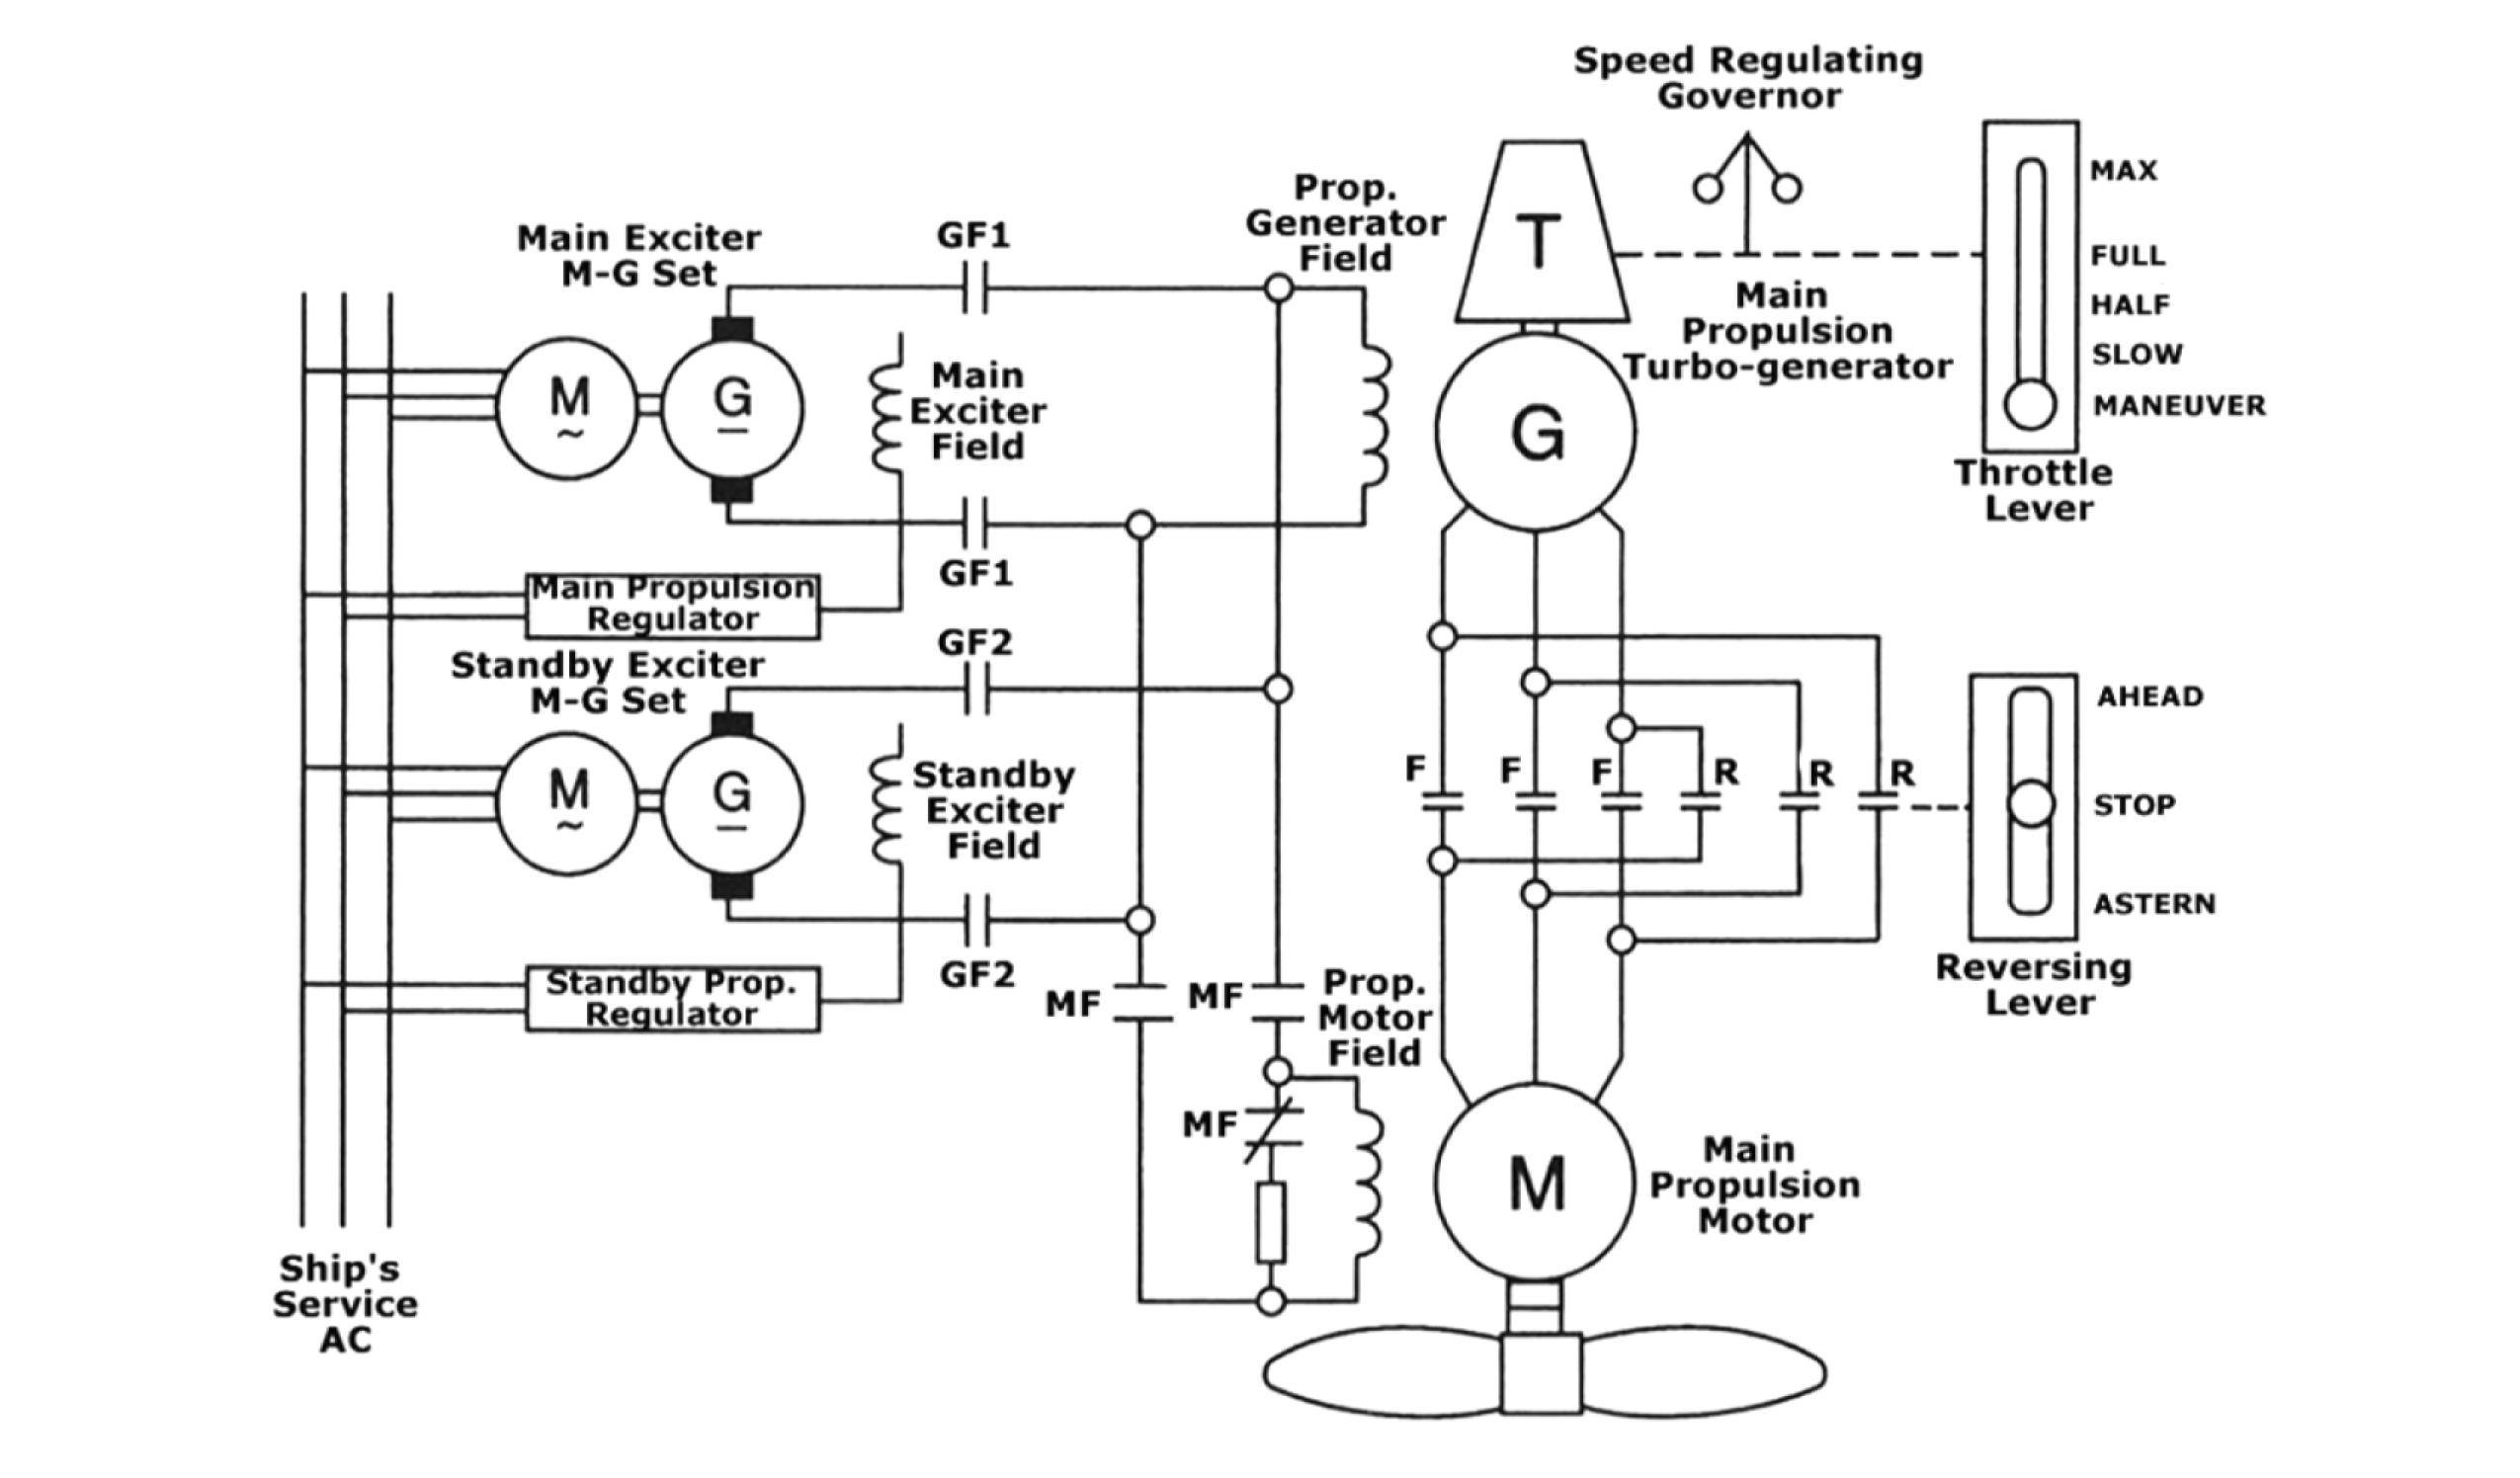 Speed Regulating
Governor
MAX
FULL
HALF
SLOW
MANEUVER
Throttle
Lever
T
Main
Propulsion
Turbo-generator
Prop.
Generator
Field
G
Main Exciter
M-G Set
GF1
M
~
G
Main
Exciter
Field
GF1
Main Propulsion
Regulator
GF2
Standby Exciter
M-G Set
M
~
G
Standby
Exciter
Field
GF2
Standby Prop.
Regulator
F
F
F
R
R
R
AHEAD
STOP
ASTERN
Reversing
Lever
MF
MF
Prop.
Motor
Field
MF
M
Main
Propulsion
Motor
Ship's
Service
AC